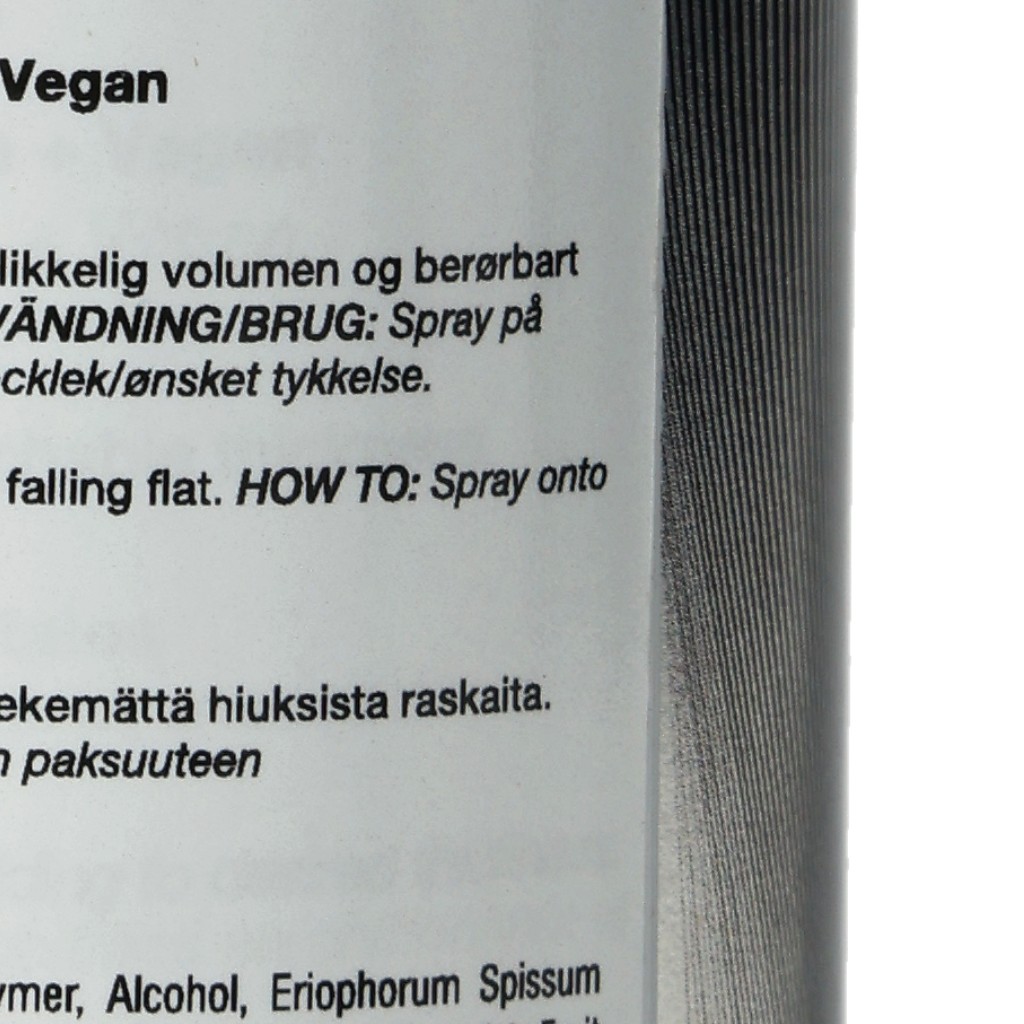 Vegan
likkelig volumen og berørbart
VÄNDNING/BRUG: Spray på
cklek/ønsket tykkelse.
falling flat. HOW TO: Spray onto
ekemättä hiuksista raskaita.
n paksuuteen
ymer, Alcohol, Eriophorum Spissum